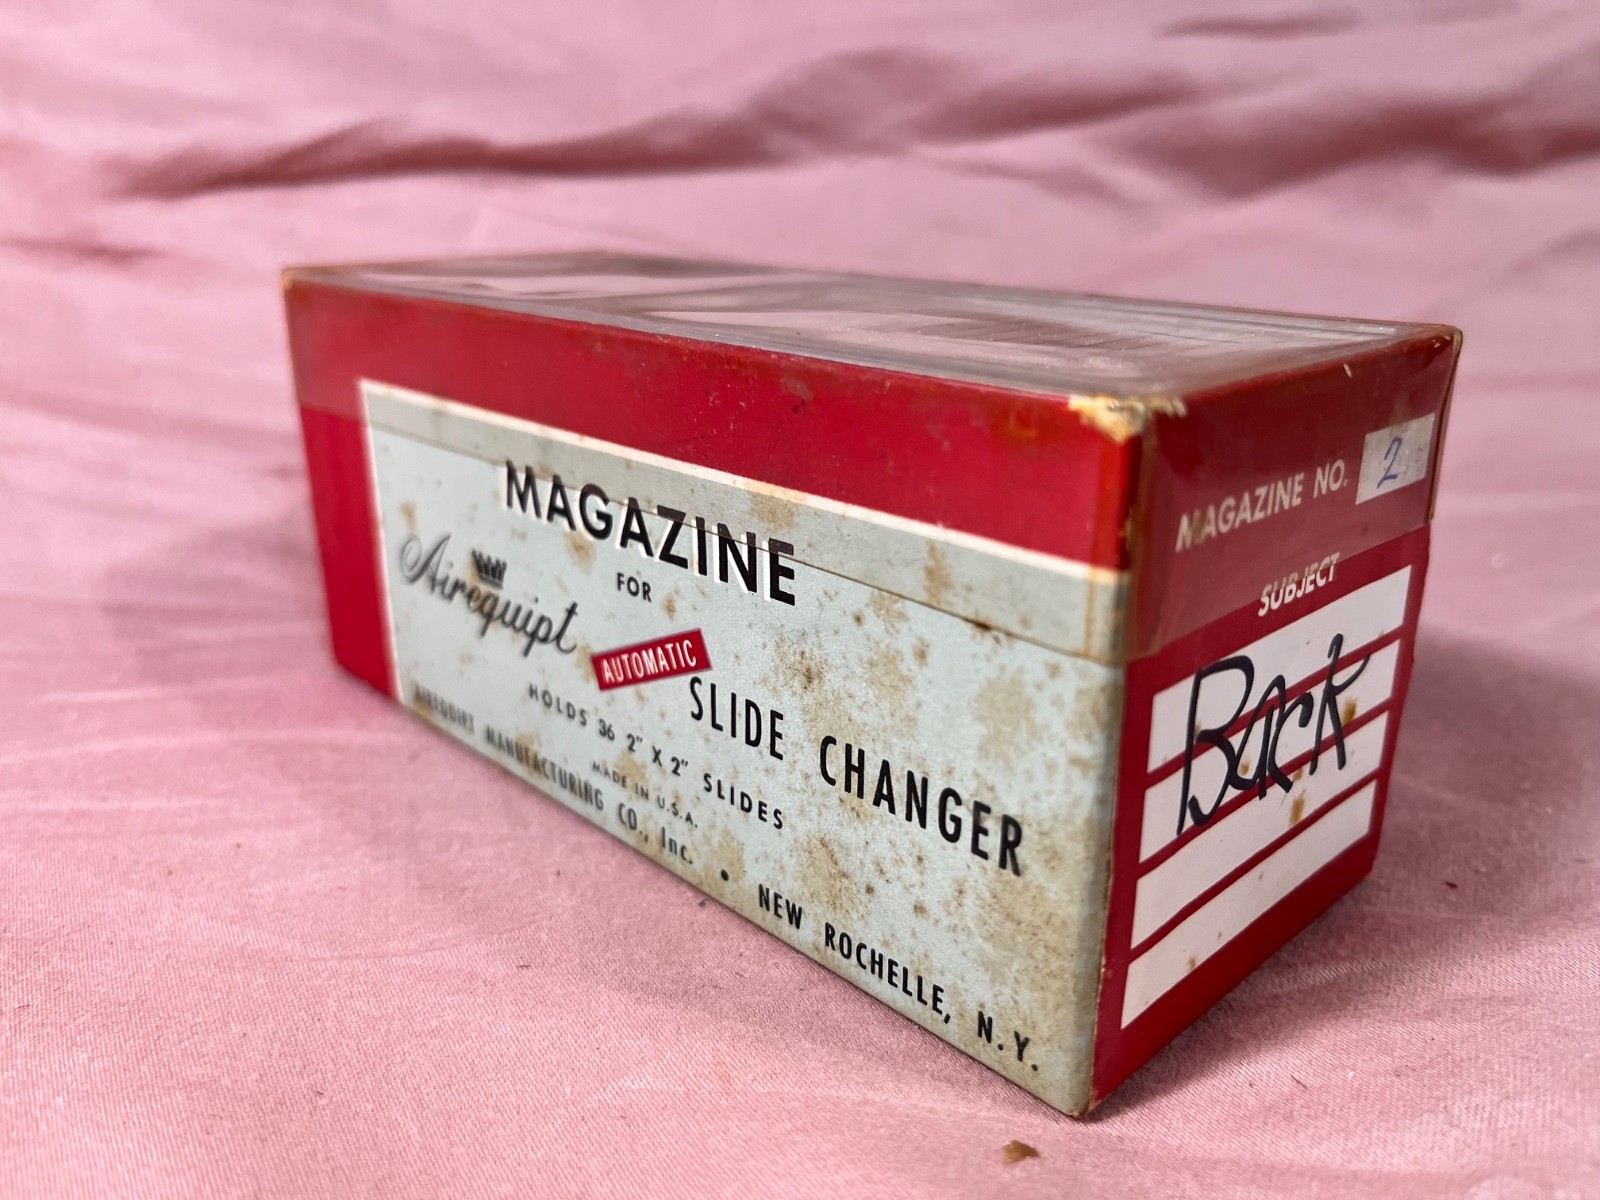 MAGAZINE
FOR
Airequipt
AUTOMATIC
SLIDE CHANGER
HOLDS 36 2" X 2" SLIDES
MADE IN U.S.A.
AIREQUIPT MANUFACTURING CO., Inc. • NEW ROCHELLE, N.Y.
MAGAZINE NO. 2
SUBJECT
Back